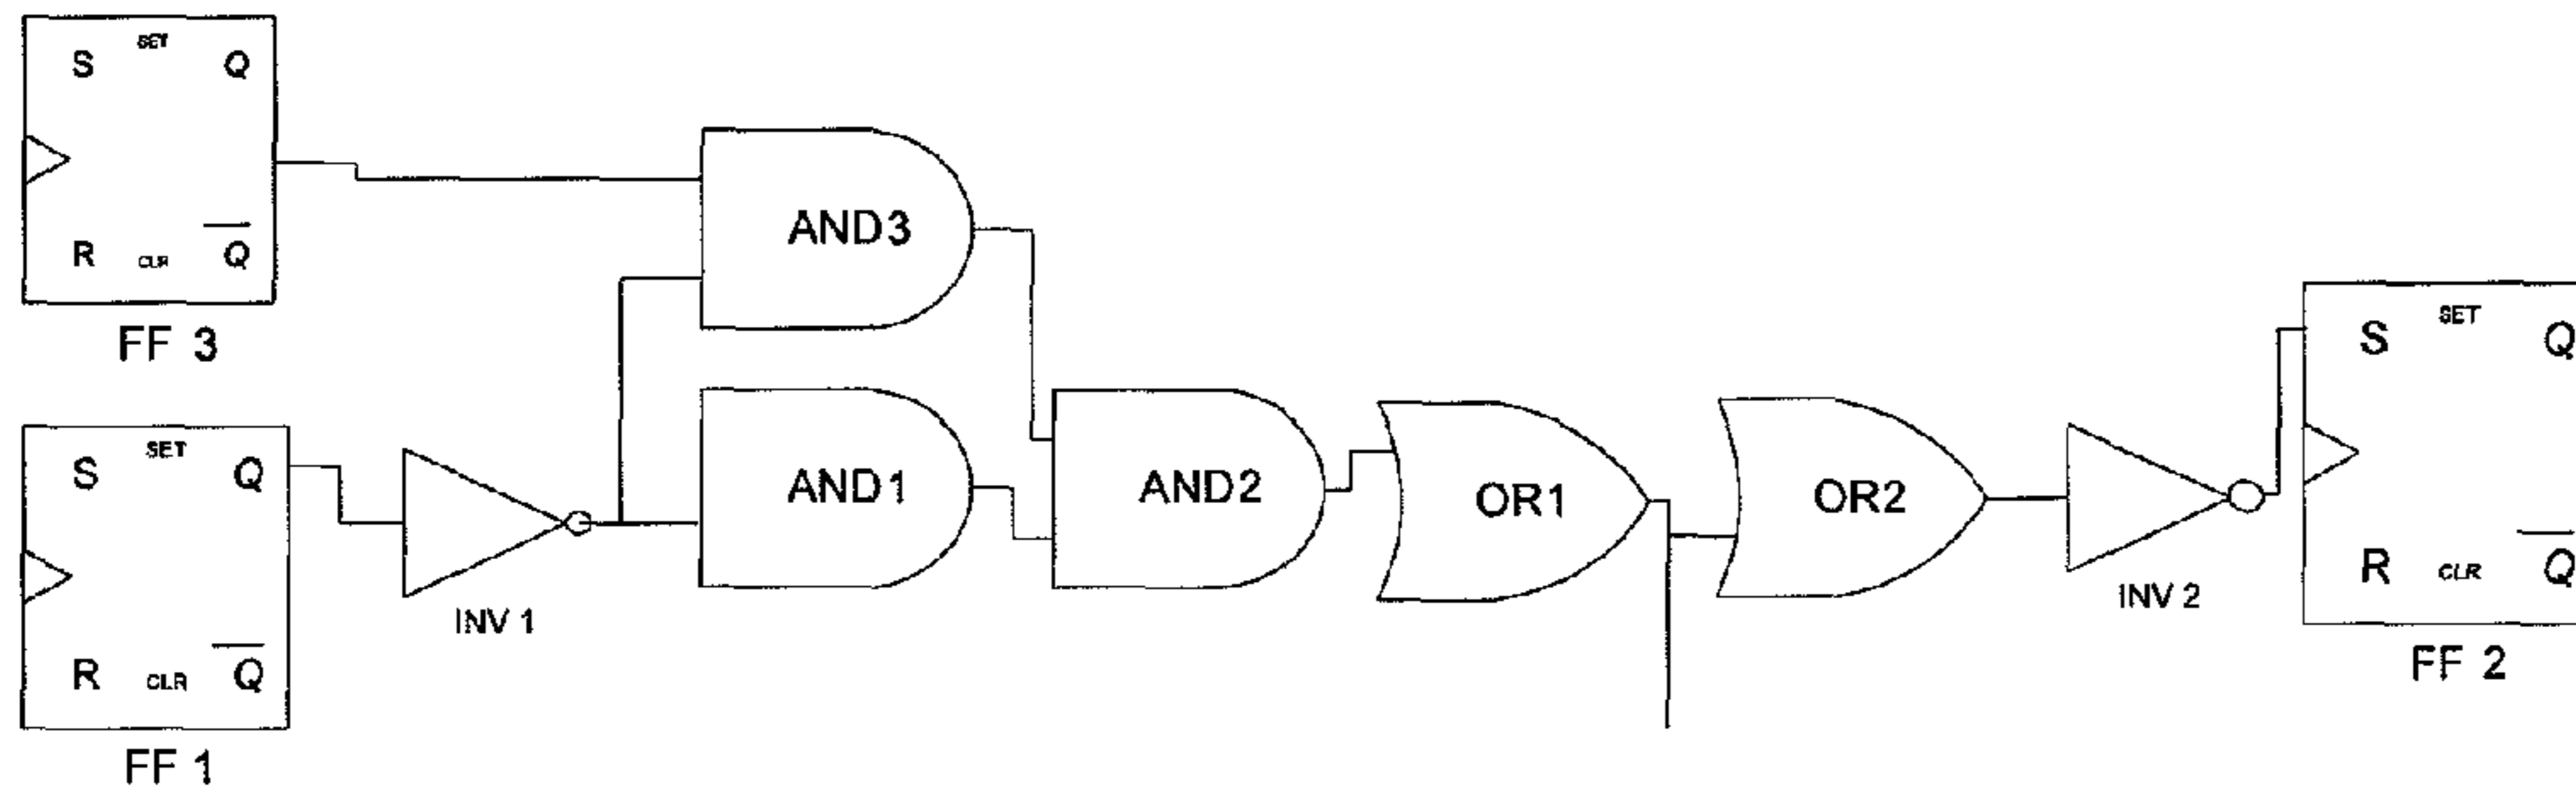 SET
S Q
R CLR Q
FF 3
AND3
SET
S Q
R CLR Q
FF 1
INV 1
AND1
AND2
OR1
OR2
INV 2
SET
S Q
R CLR Q
FF 2